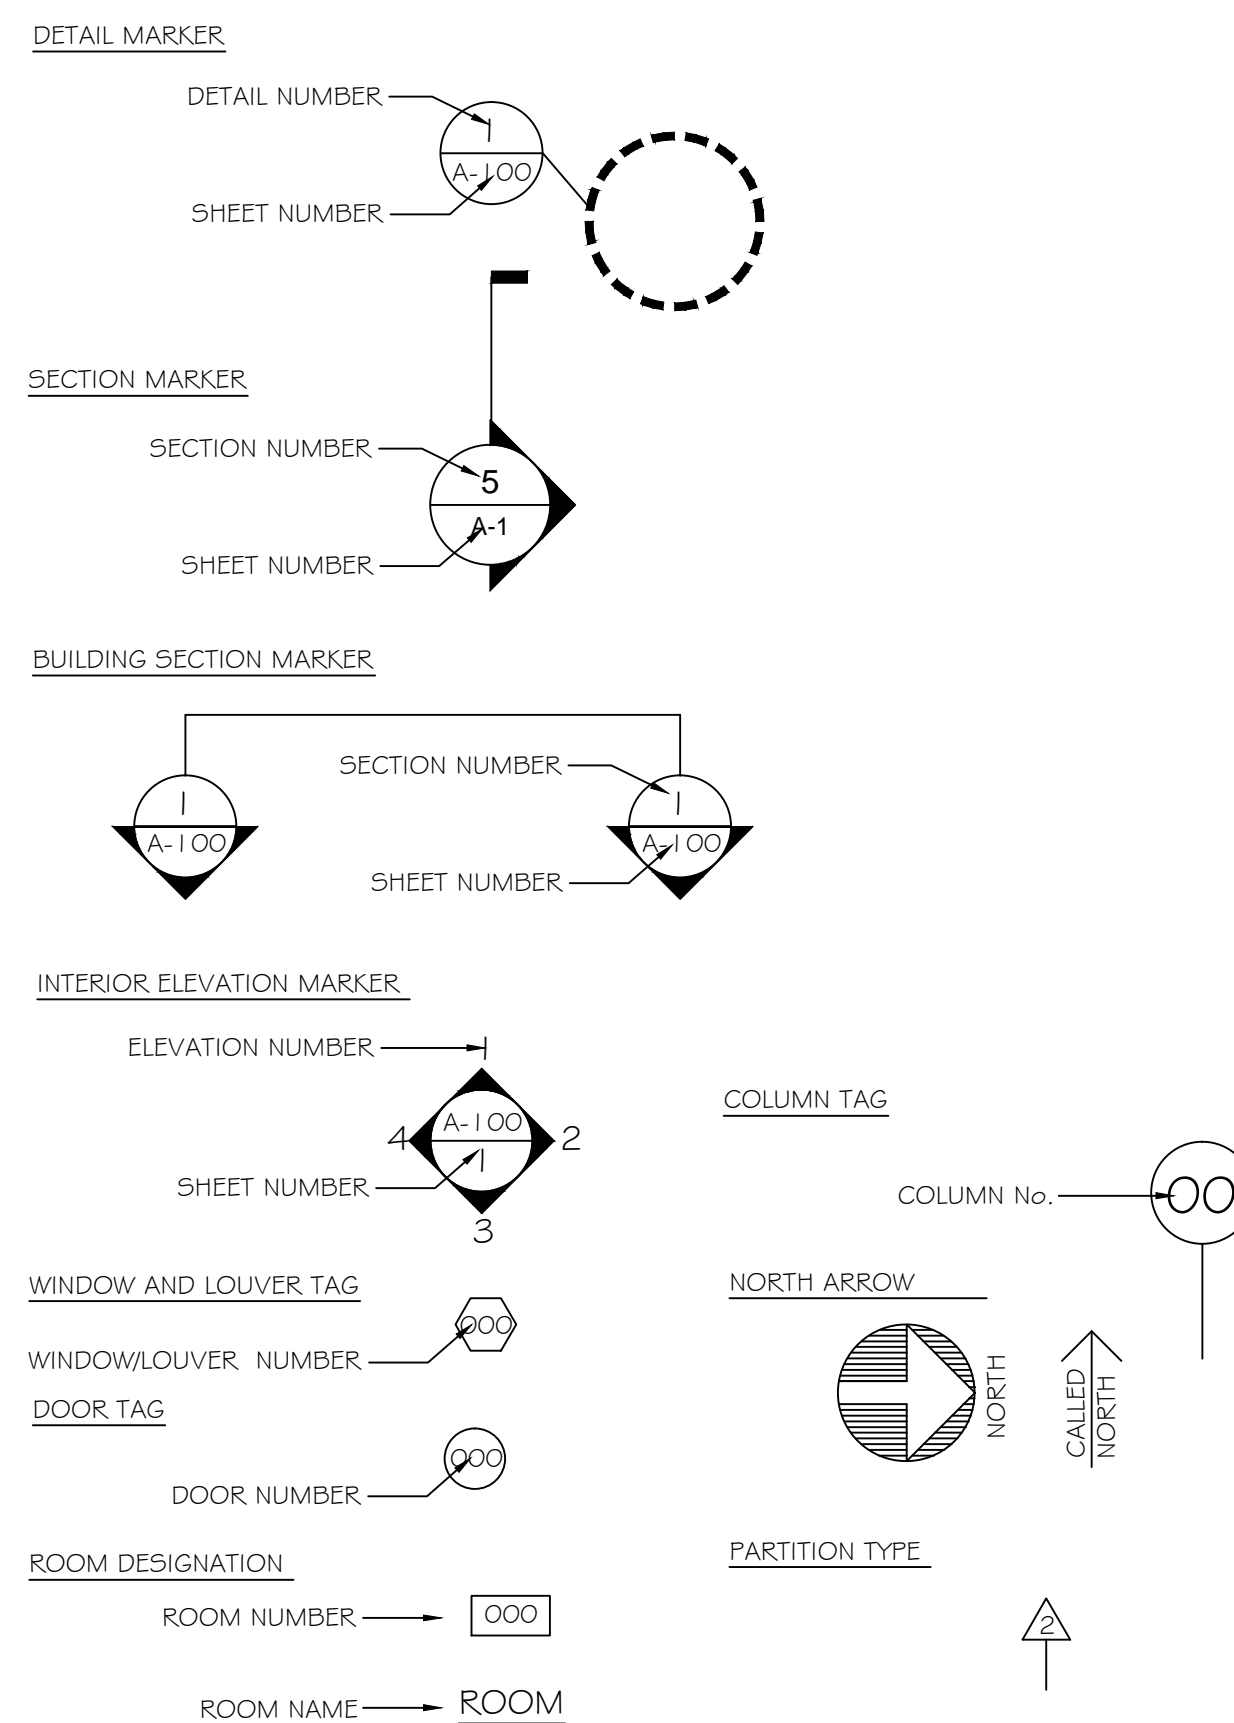 DETAIL MARKER
DETAIL NUMBER
1
A-100
SHEET NUMBER
SECTION MARKER
SECTION NUMBER
5
A-1
SHEET NUMBER
BUILDING SECTION MARKER
SECTION NUMBER
1
1
A-100
A-100
SHEET NUMBER
INTERIOR ELEVATION MARKER
ELEVATION NUMBER
1
A-100
4
2
1
SHEET NUMBER
3
WINDOW AND LOUVER TAG
000
WINDOW/LOUVER NUMBER
DOOR TAG
000
DOOR NUMBER
ROOM DESIGNATION
ROOM NUMBER
000
ROOM NAME
ROOM
COLUMN TAG
COLUMN No.
00
NORTH ARROW
NORTH
CALLED
NORTH
PARTITION TYPE
2